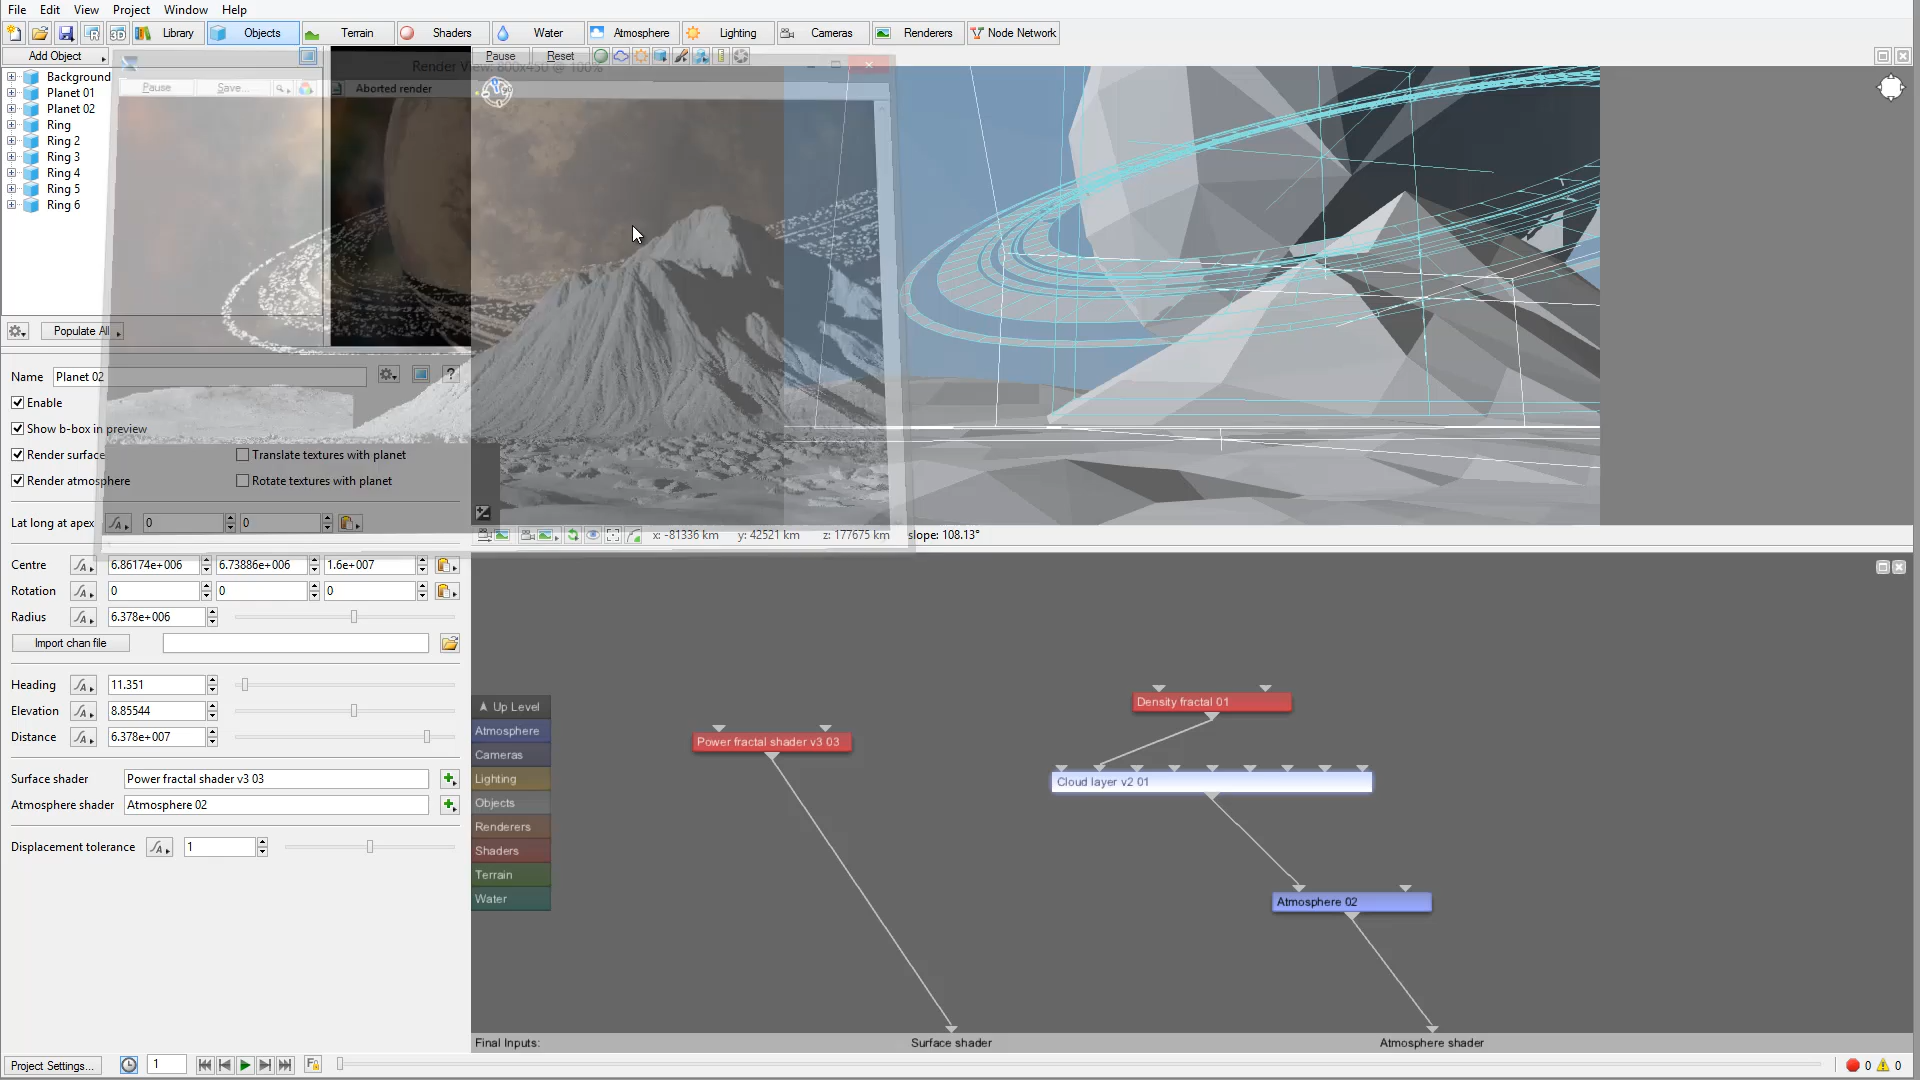 File Edit View Project Window Help
Library Objects Terrain Shaders Water Atmosphere Lighting Cameras Renderers Node Network
Add Object
Pause Reset
Render View: 800x450 @ 100%
Pause Save... Aborted render
Background
Planet 01
Planet 02
Ring
Ring 2
Ring 3
Ring 4
Ring 5
Ring 6
Populate All
Name Planet 02 ?
Enable
Show b-box in preview
Render surface Translate textures with planet
Render atmosphere Rotate textures with planet
Lat long at apex 0 0
x: -81336 km y: 42521 km z: 177675 km slope: 108.13°
Centre 6.86174e+006 6.73886e+006 1.6e+007
Rotation 0 0 0
Radius 6.378e+006
Import chan file
Heading 11.351
Elevation 8.85544
Distance 6.378e+007
Surface shader Power fractal shader v3 03
Atmosphere shader Atmosphere 02
Displacement tolerance 1
Up Level
Atmosphere
Cameras
Lighting
Objects
Renderers
Shaders
Terrain
Water
Density fractal 01
Power fractal shader v3 03
Cloud layer v2 01
Atmosphere 02
Final Inputs: Surface shader Atmosphere shader
Project Settings... 1 0 0